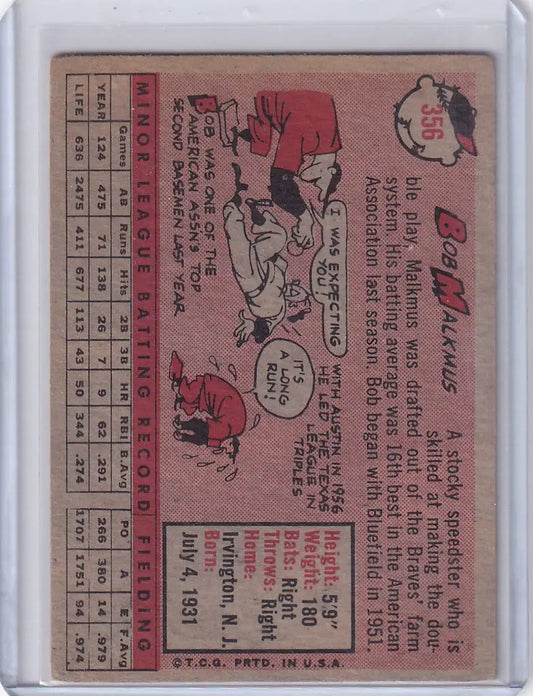 356
BOB MALKMUS
A stocky speedster who is
skilled at making the dou-
ble play, Malkmus was drafted out of the Braves' farm
system. His batting average was 16th best in the American
Association last season. Bob began with Bluefield in 1951.
I WAS EXPECTING
YOU!
BOB WAS ONE OF THE
AMERICAN ASSN'S TOP
SECOND BASEMEN LAST YEAR
WITH AUSTIN IN 1956
HE LED THE TEXAS
LEAGUE IN
TRIPLES
IT'S
A LONG
RUN!
Height: 5'9"
Weight: 180
Bats: Right
Throws: Right
Home:
Irvington, N. J.
Born:
July 4, 1931
© T.C.G. PRTD. IN U.S.A.
MINOR LEAGUE BATTING RECORD FIELDING
Games AB Runs Hits 2B 3B HR RBI B.Avg PO A E F.Avg
YEAR 124 475 71 138 26 7 9 62 .291 266 380 14 .979
LIFE 636 2475 411 677 113 43 50 344 .274 1707 1751 94 .974